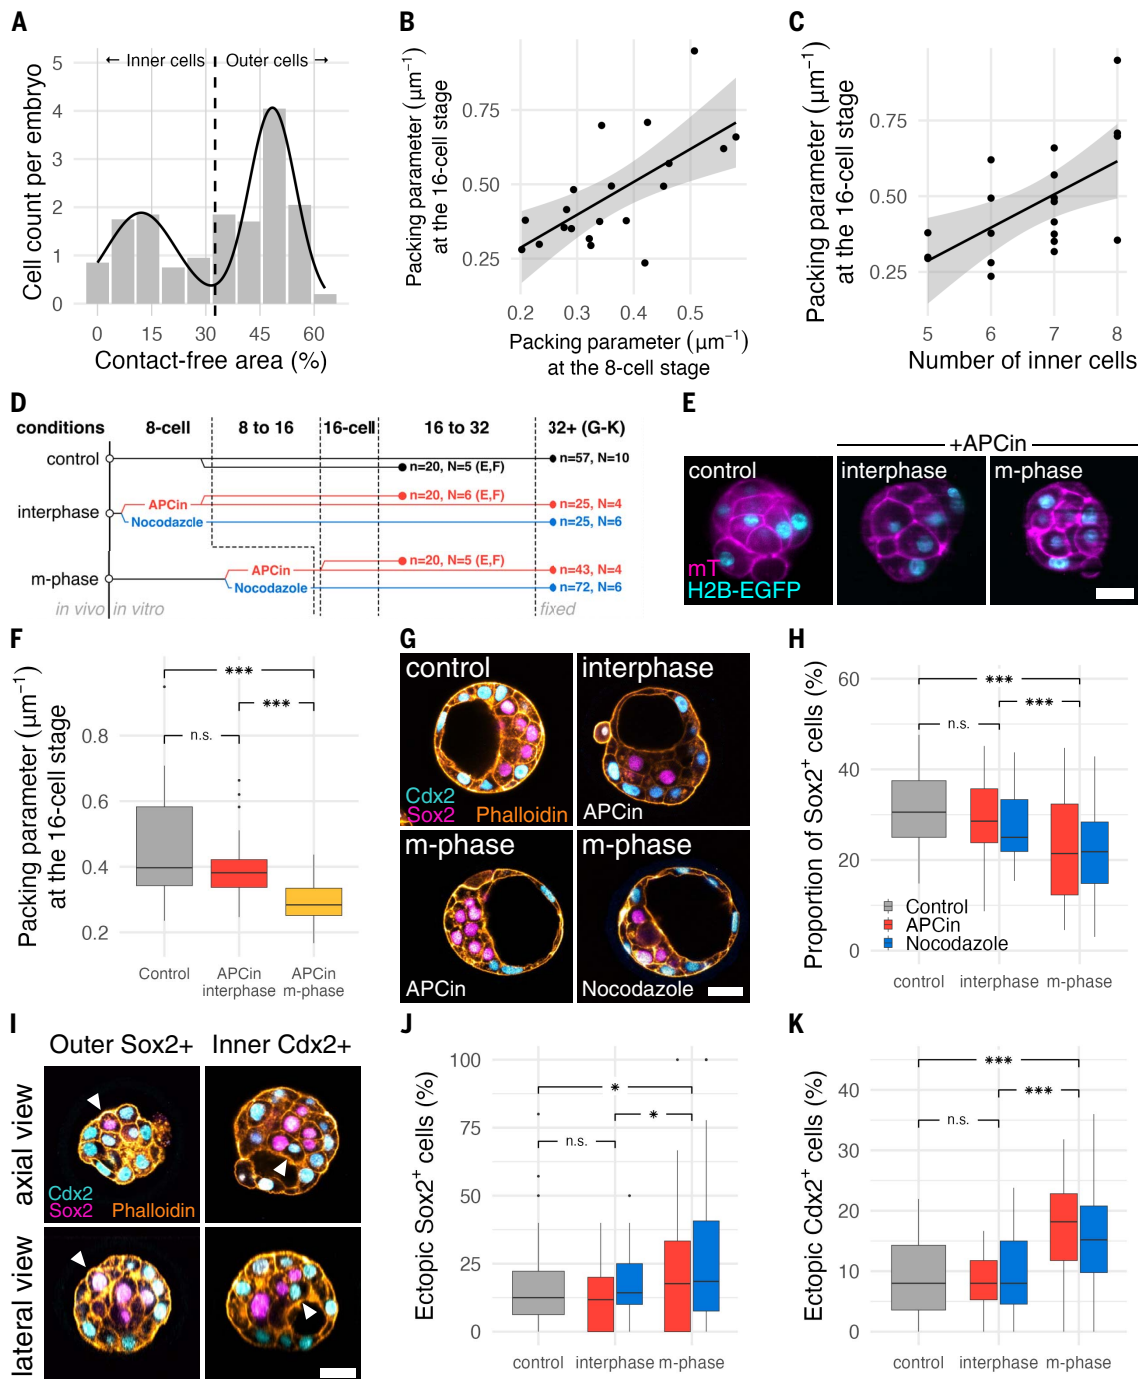 A
← Inner cells
Outer cells →
Cell count per embryo
5
4
3
2
1
0
0
15
30
45
60
Contact-free area (%)
B
Packing parameter (μm⁻¹)
at the 16-cell stage
0.75
0.50
0.25
0.2
0.3
0.4
0.5
Packing parameter (μm⁻¹)
at the 8-cell stage
C
Packing parameter (μm⁻¹)
at the 16-cell stage
0.75
0.50
0.25
5
6
7
8
Number of inner cells
D
conditions
8-cell
8 to 16
16-cell
16 to 32
32+ (G-K)
control
n=57, N=10
n=20, N=5 (E,F)
interphase
APCin
n=20, N=6 (E,F)
n=25, N=4
Nocodazole
n=25, N=6
m-phase
APCin
n=20, N=5 (E,F)
n=43, N=4
Nocodazole
n=72, N=6
in vivo
in vitro
fixed
E
+APCin
control
interphase
m-phase
mT
H2B-EGFP
F
Packing parameter (μm⁻¹)
at the 16-cell stage
0.8
0.6
0.4
0.2
***
***
n.s.
Control
APCin
interphase
APCin
m-phase
G
control
interphase
Cdx2
Sox2
Phalloidin
APCin
m-phase
m-phase
APCin
Nocodazole
H
Proportion of Sox2⁺ cells (%)
60
40
20
0
***
***
n.s.
Control
APCin
Nocodazole
control
interphase
m-phase
I
Outer Sox2+
Inner Cdx2+
axial view
Cdx2
Sox2
Phalloidin
lateral view
J
Ectopic Sox2⁺ cells (%)
100
75
50
25
0
*
*
n.s.
control
interphase
m-phase
K
Ectopic Cdx2⁺ cells (%)
40
30
20
10
0
***
***
n.s.
control
interphase
m-phase